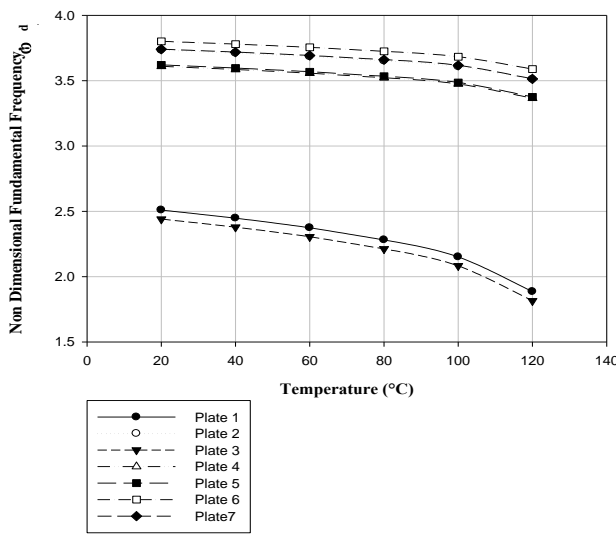 Non Dimensional Fundamental Frequency, ϖ d
4.0
3.5
3.0
2.5
2.0
1.5
0 20 40 60 80 100 120 140
Temperature (°C)
Plate 1
Plate 2
Plate 3
Plate 4
Plate 5
Plate 6
Plate7